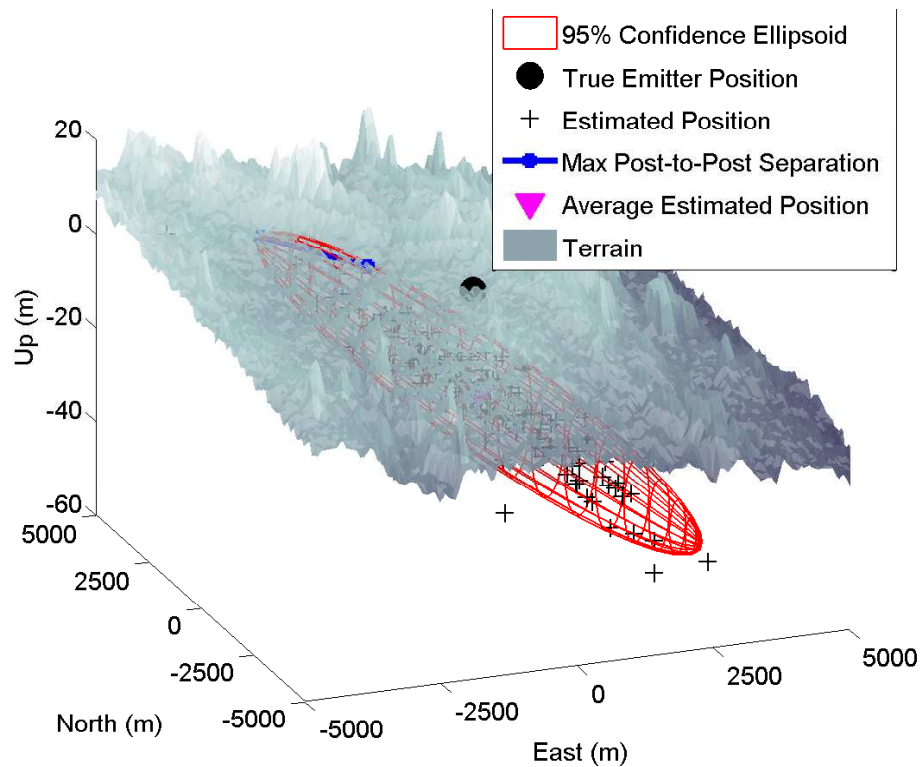 95% Confidence Ellipsoid
True Emitter Position
Estimated Position
Max Post-to-Post Separation
Average Estimated Position
Terrain
20
0
-20
-40
-60
Up (m)
5000
2500
0
-2500
-5000
North (m)
-5000
-2500
0
2500
5000
East (m)